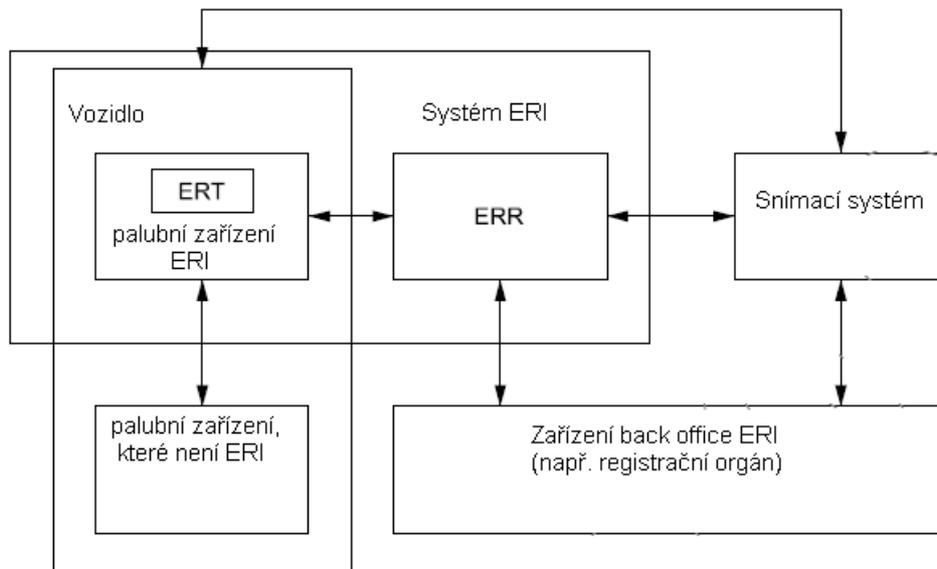 Vozidlo
Systém ERI
ERT
palubní zařízení
ERI
ERR
Snímací systém
palubní zařízení,
které není ERI
Zařízení back office ERI
(např. registrační orgán)